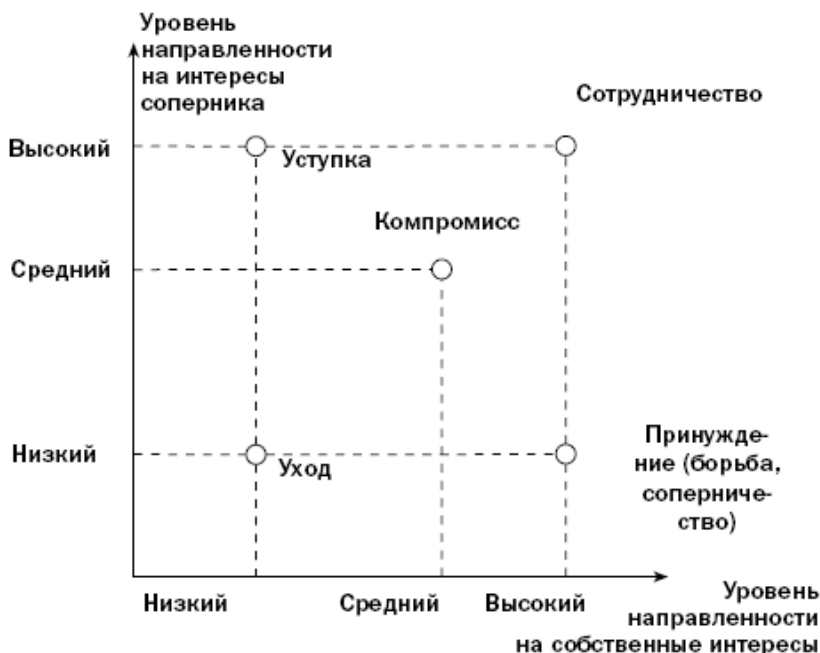 Уровень
направленности
на интересы
соперника
Сотрудничество
Высокий
Уступка
Компромисс
Средний
Низкий
Уход
Принужде-
ние (борьба,
соперниче-
ство)
Низкий
Средний
Высокий
Уровень
направленности
на собственные интересы